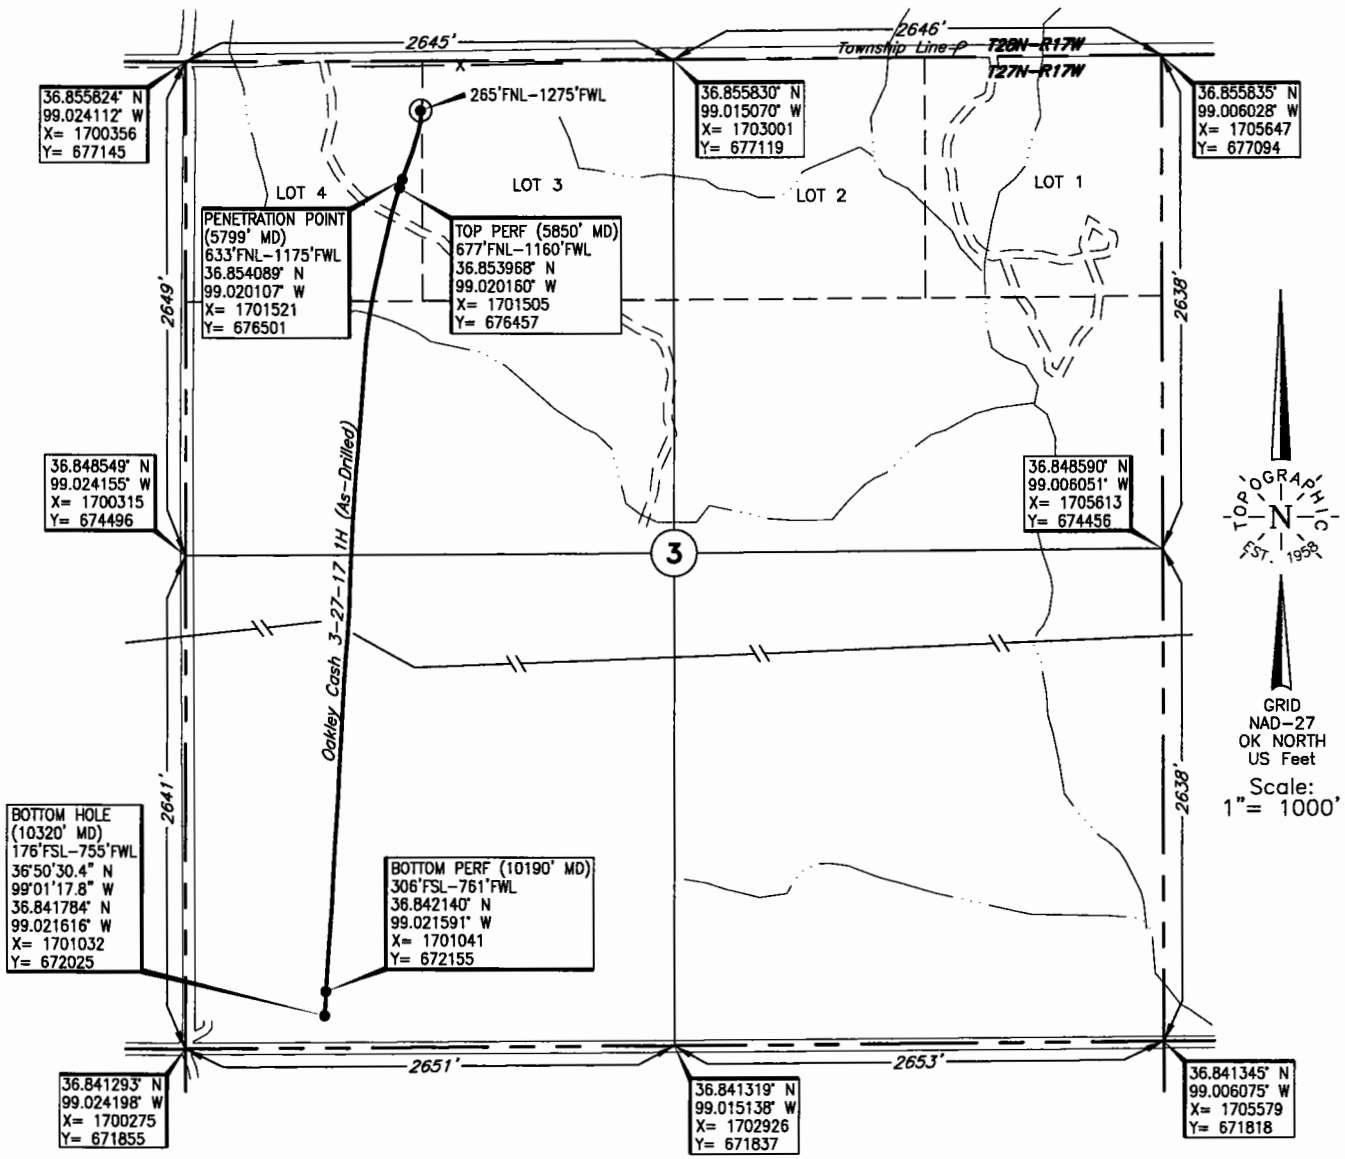 2645'
2646'
Township Line
T28N-R17W
T27N-R17W
36.855824° N
99.024112° W
X= 1700356
Y= 677145
X
265'FNL-1275'FWL
36.855830° N
99.015070° W
X= 1703001
Y= 677119
36.855835° N
99.006028° W
X= 1705647
Y= 677094
LOT 4
LOT 3
LOT 2
LOT 1
PENETRATION POINT
(5799' MD)
633'FNL-1175'FWL
36.854089° N
99.020107° W
X= 1701521
Y= 676501
TOP PERF (5850' MD)
677'FNL-1160'FWL
36.853968° N
99.020160° W
X= 1701505
Y= 676457
2649'
2638'
36.848549° N
99.024155° W
X= 1700315
Y= 674496
Oakley Cash 3-27-17 1H (As-Drilled)
36.848590° N
99.006051° W
X= 1705613
Y= 674456
3
TOPOGRAPHIC
N
EST. 1958
GRID
NAD-27
OK NORTH
US Feet
Scale:
1"= 1000'
2641'
2638'
BOTTOM HOLE
(10320' MD)
176'FSL-755'FWL
36°50'30.4" N
99°01'17.8" W
36.841784° N
99.021616° W
X= 1701032
Y= 672025
BOTTOM PERF (10190' MD)
306'FSL-761'FWL
36.842140° N
99.021591° W
X= 1701041
Y= 672155
2651'
2653'
36.841293° N
99.024198° W
X= 1700275
Y= 671855
36.841319° N
99.015138° W
X= 1702926
Y= 671837
36.841345° N
99.006075° W
X= 1705579
Y= 671818